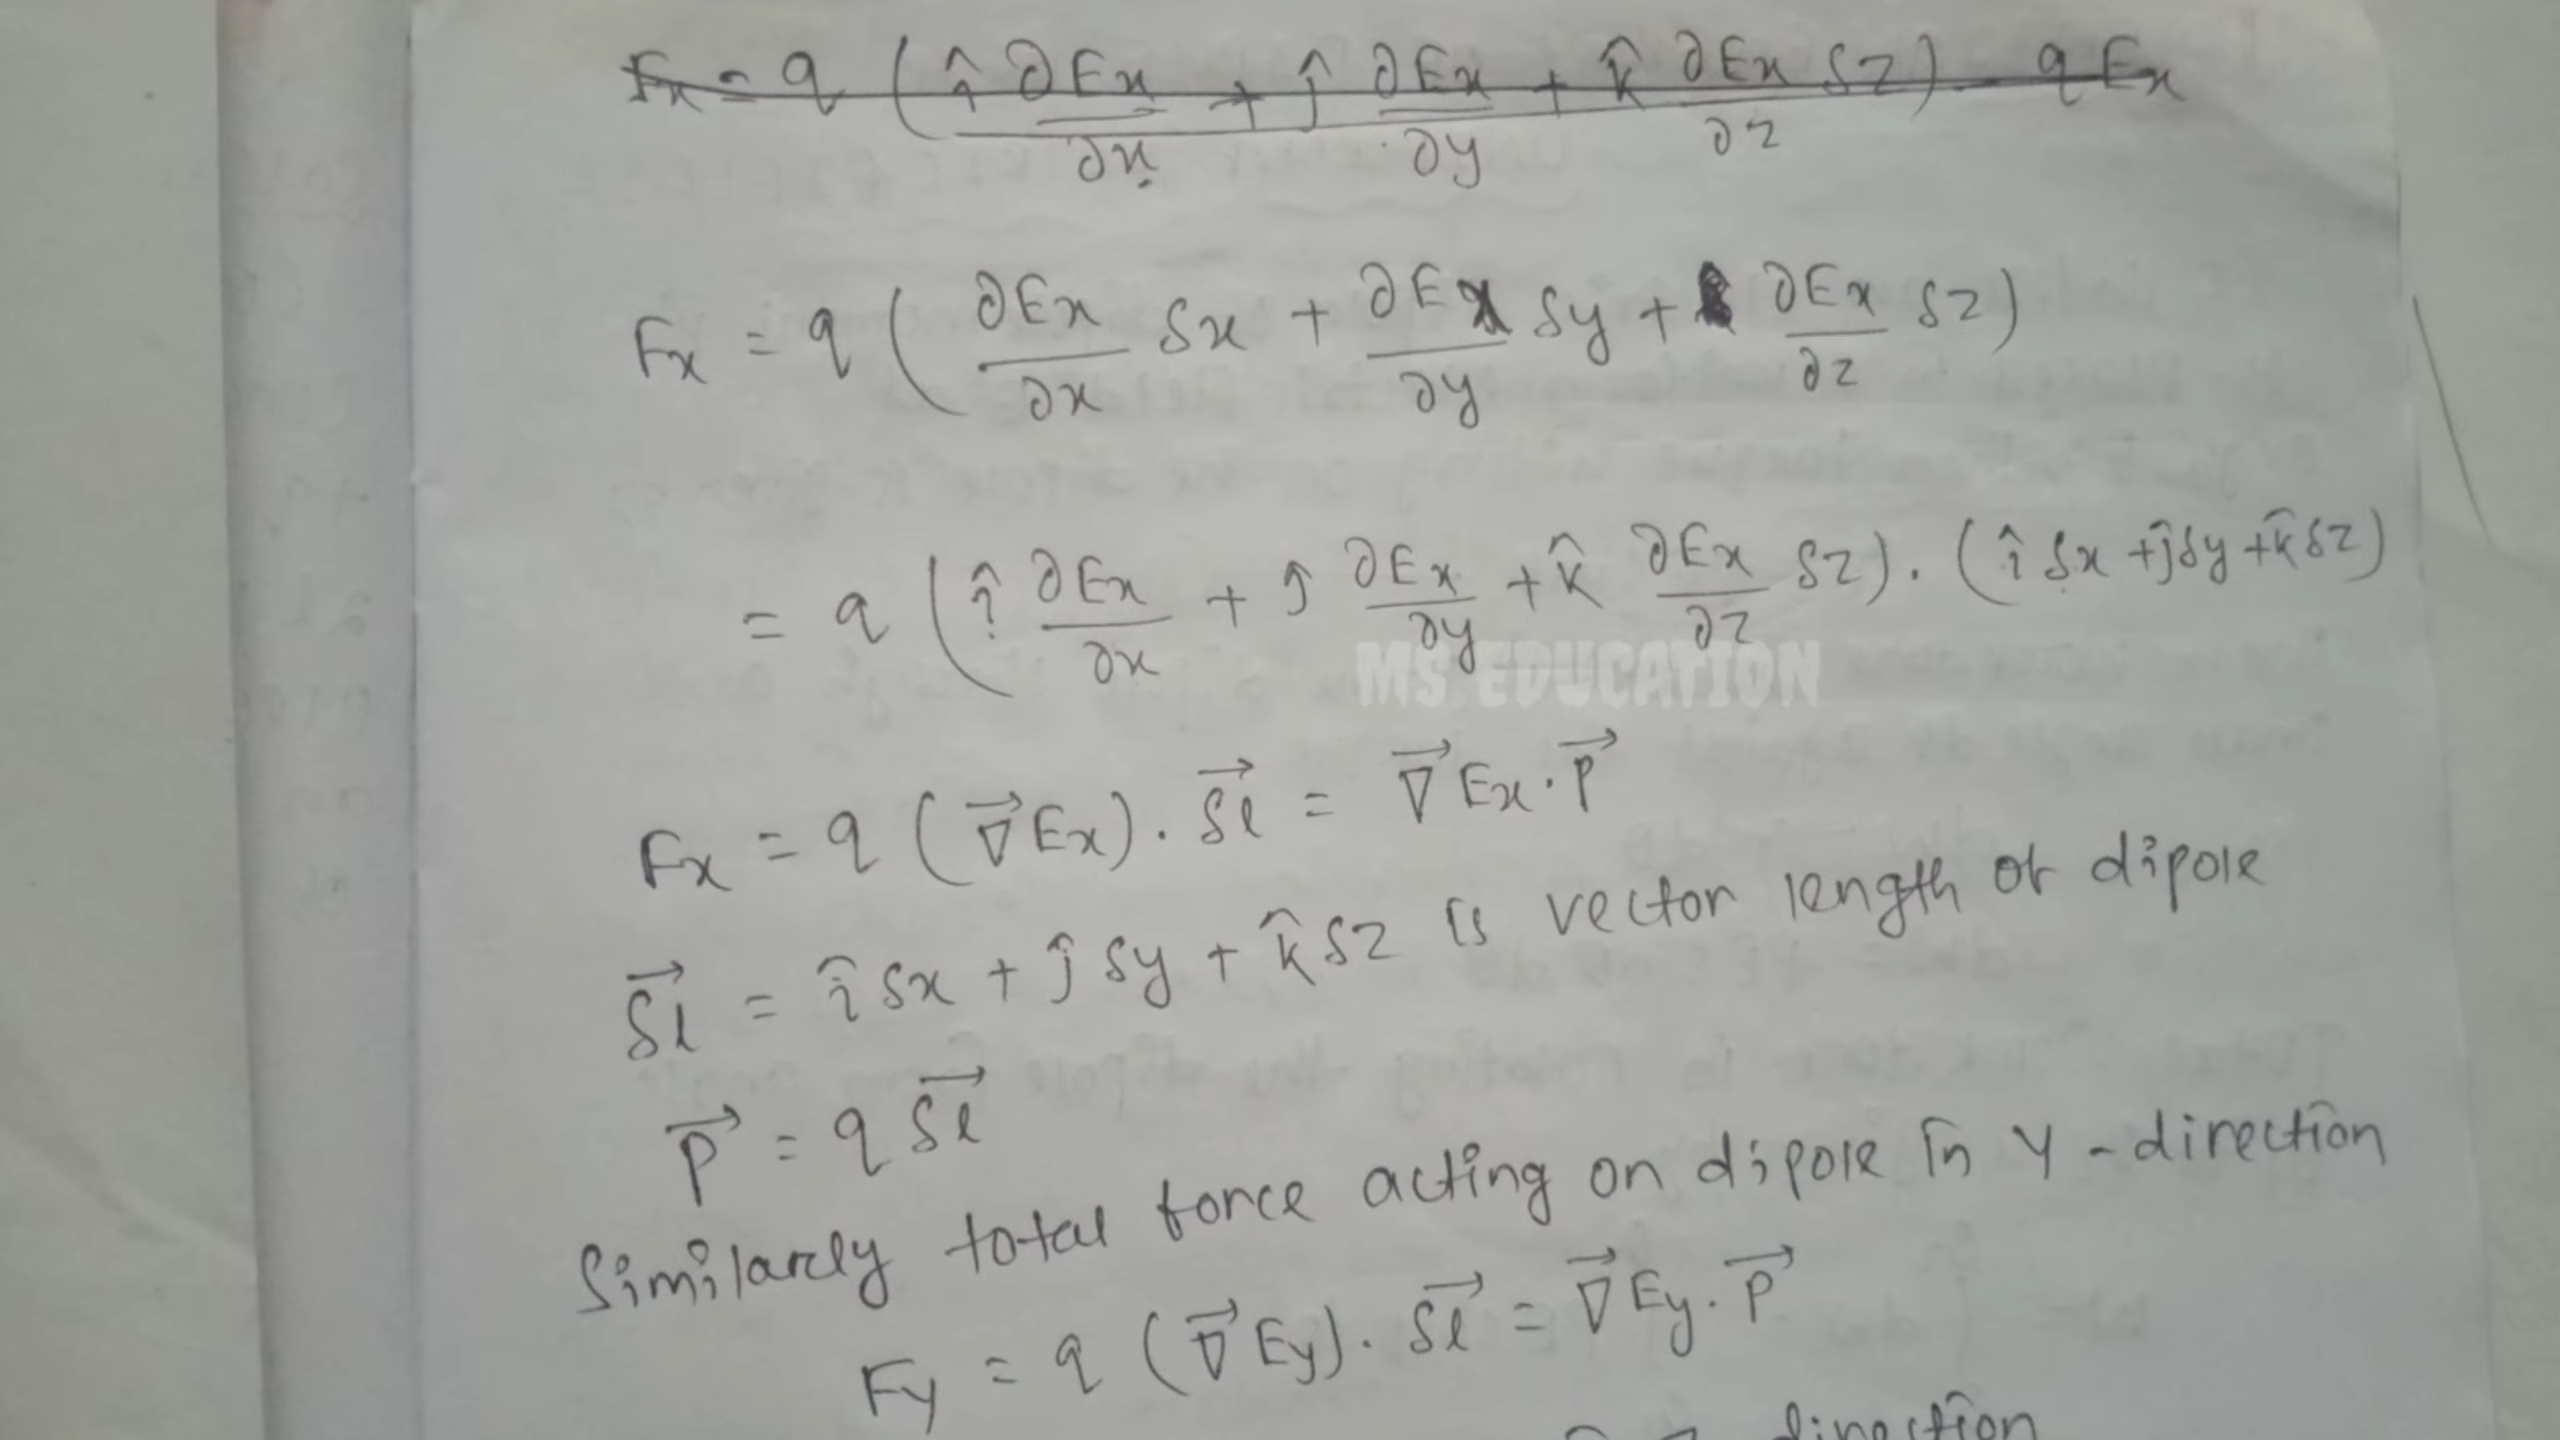 Fx = q (î ∂Ex/∂x + ĵ ∂Ex/∂y + k̂ ∂Ex/∂z δz) - qEx
Fx = q (∂Ex/∂x δx + ∂Ex/∂y δy + ∂Ex/∂z δz)
= q (î ∂Ex/∂x + ĵ ∂Ex/∂y + k̂ ∂Ex/∂z δz). (î δx + ĵδy + k̂δz)
MS EDUCATION
Fx = q (∇⃗Ex). δl⃗ = ∇⃗Ex. P⃗
δl⃗ = î δx + ĵ δy + k̂ δz is vector length of dipole
P⃗ = q δl⃗
Similarly total force acting on dipole in Y - direction
Fy = q (∇⃗Ey). δl⃗ = ∇⃗Ey. P⃗
direction